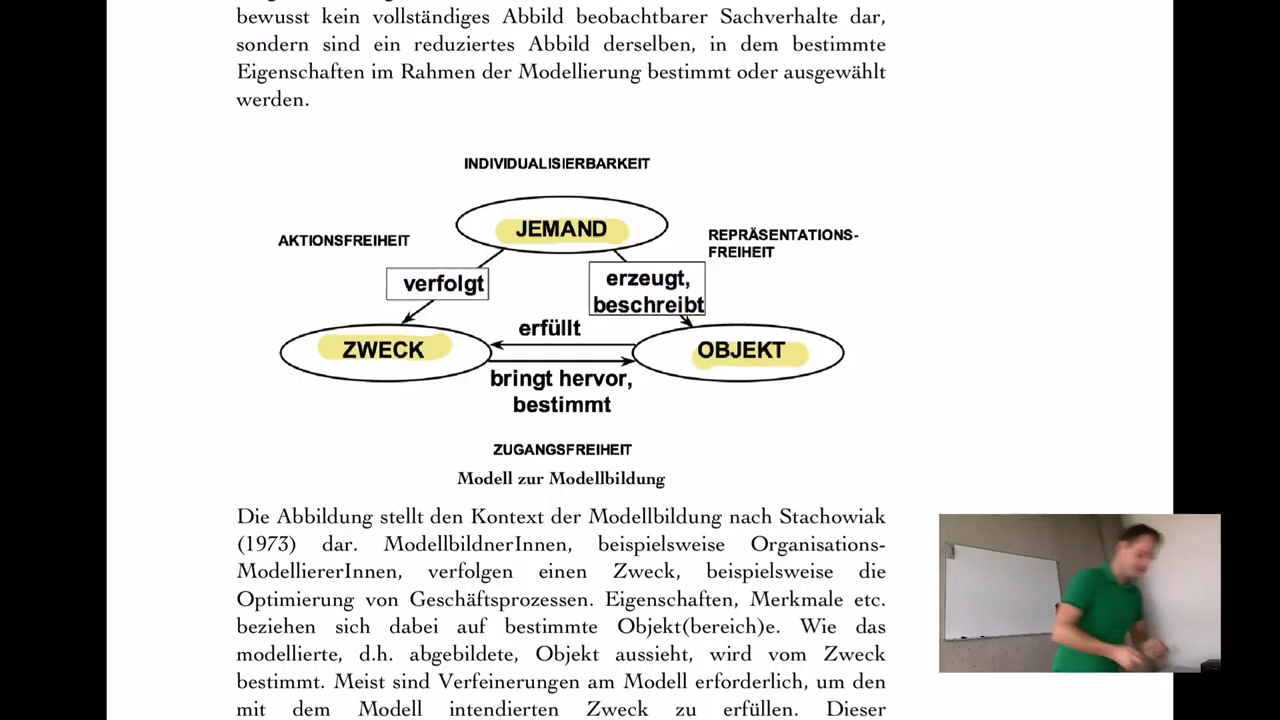 bewusst kein vollständiges Abbild beobachtbarer Sachverhalte dar,
sondern sind ein reduziertes Abbild derselben, in dem bestimmte
Eigenschaften im Rahmen der Modellierung bestimmt oder ausgewählt
werden.
INDIVIDUALISIERBARKEIT
JEMAND
AKTIONSFREIHEIT
REPRÄSENTATIONS-
FREIHEIT
verfolgt
erzeugt,
beschreibt
erfüllt
ZWECK
OBJEKT
bringt hervor,
bestimmt
ZUGANGSFREIHEIT
Modell zur Modellbildung
Die Abbildung stellt den Kontext der Modellbildung nach Stachowiak
(1973) dar. ModellbildnerInnen, beispielsweise Organisations-
ModelliererInnen, verfolgen einen Zweck, beispielsweise die
Optimierung von Geschäftsprozessen. Eigenschaften, Merkmale etc.
beziehen sich dabei auf bestimmte Objekt(bereich)e. Wie das
modellierte, d.h. abgebildete, Objekt aussieht, wird vom Zweck
bestimmt. Meist sind Verfeinerungen am Modell erforderlich, um den
mit dem Modell intendierten Zweck zu erfüllen. Dieser